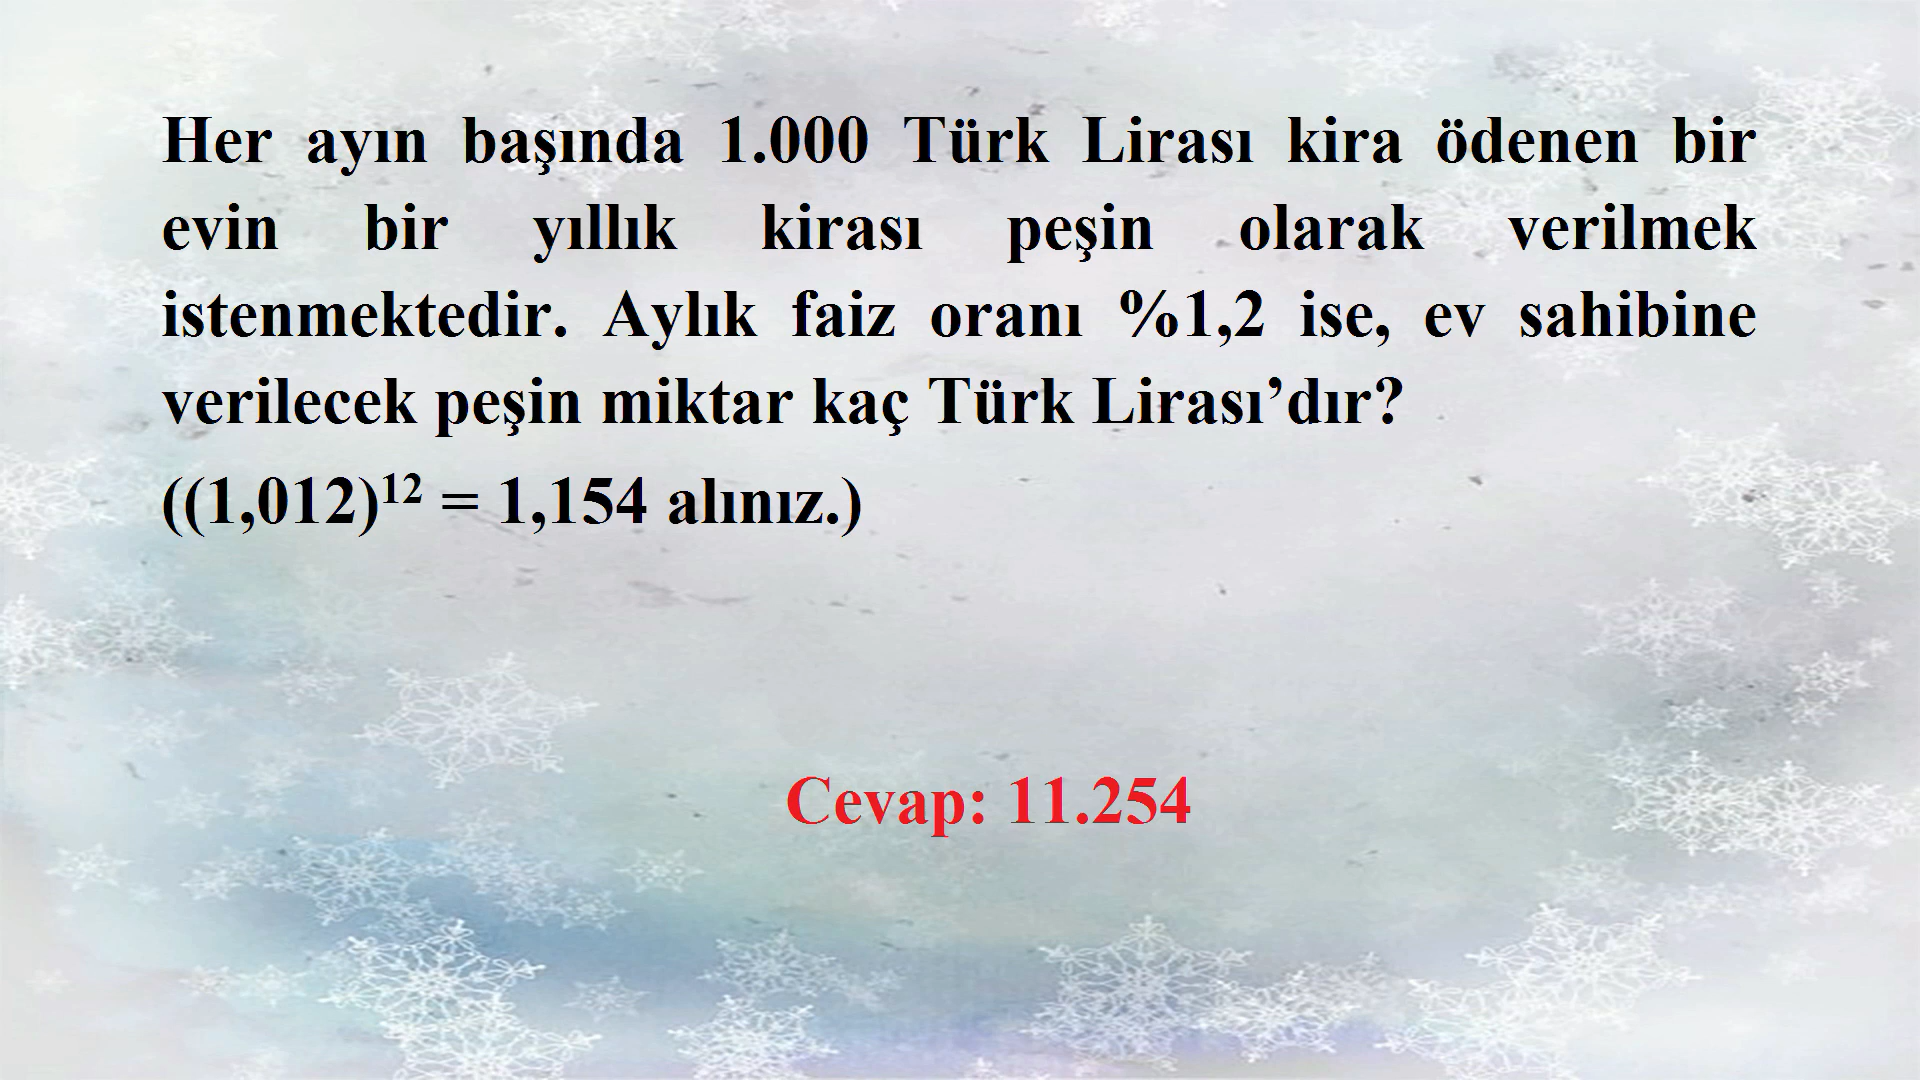 Her ayın başında 1.000 Türk Lirası kira ödenen bir
evin bir yıllık kirası peşin olarak verilmek
istenmektedir. Aylık faiz oranı %1,2 ise, ev sahibine
verilecek peşin miktar kaç Türk Lirası’dır?
((1,012)¹² = 1,154 alınız.)
Cevap: 11.254